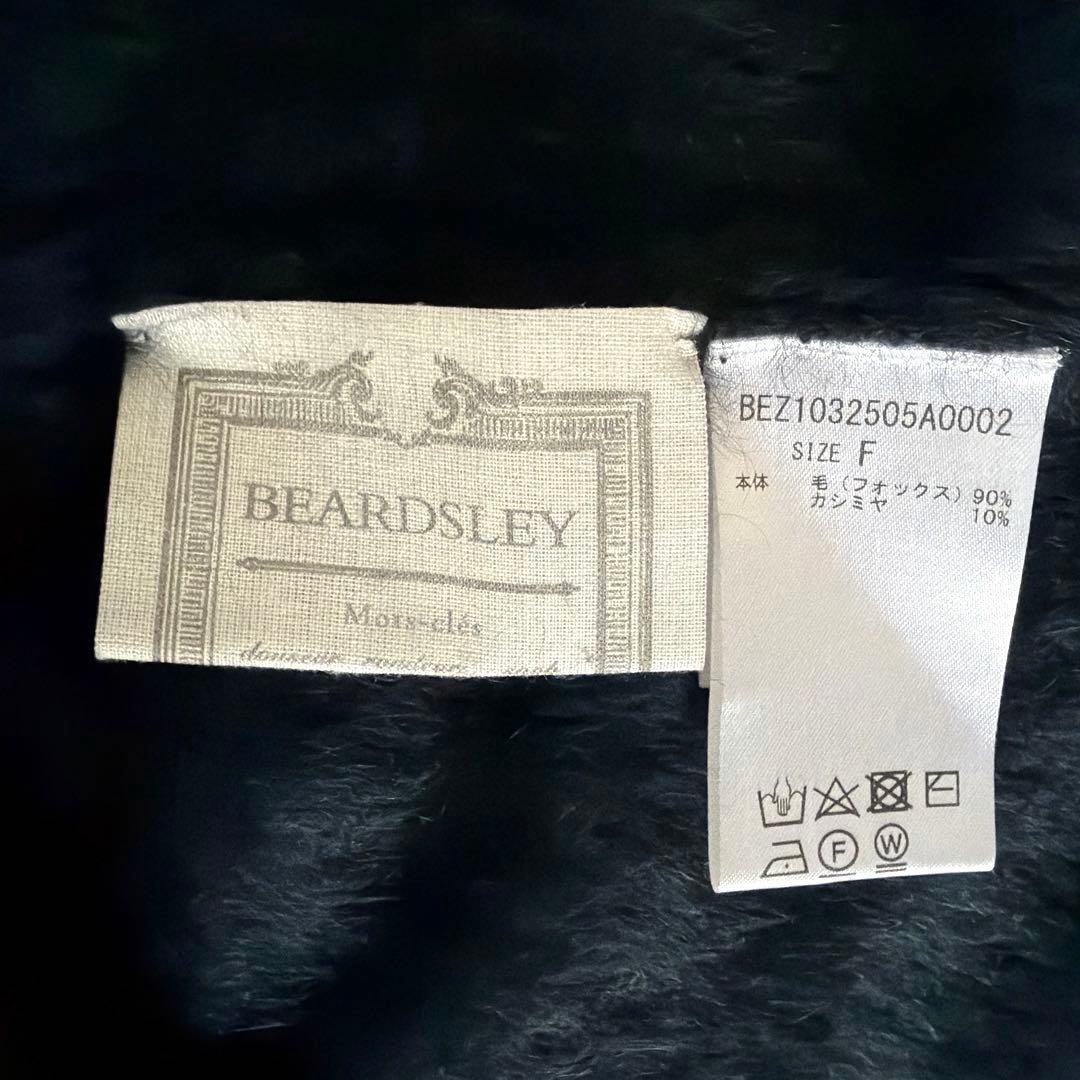 BEARDSLEY
Mots-clés
BEZ1032505A0002
SIZE F
本体 毛（フォックス）90%
カシミヤ 10%
F W